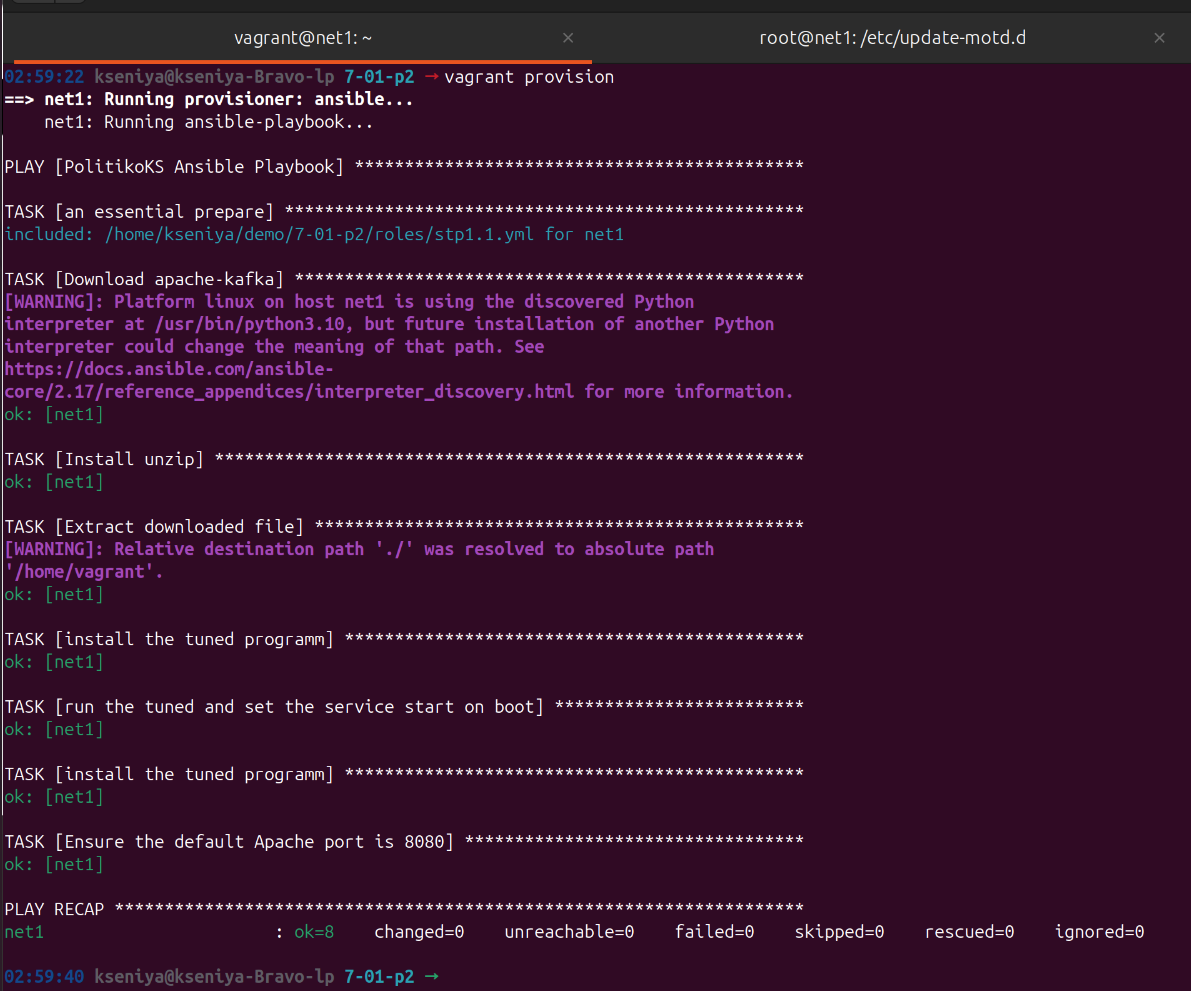 vagrant@net1: ~ × root@net1: /etc/update-motd.d ×
02:59:22 kseniya@kseniya-Bravo-lp 7-01-p2 → vagrant provision
==> net1: Running provisioner: ansible...
    net1: Running ansible-playbook...
PLAY [PolitikoKS Ansible Playbook] *********************************************
TASK [an essential prepare] ****************************************************
included: /home/kseniya/demo/7-01-p2/roles/stp1.1.yml for net1
TASK [Download apache-kafka] ***************************************************
[WARNING]: Platform linux on host net1 is using the discovered Python
interpreter at /usr/bin/python3.10, but future installation of another Python
interpreter could change the meaning of that path. See
https://docs.ansible.com/ansible-
core/2.17/reference_appendices/interpreter_discovery.html for more information.
ok: [net1]
TASK [Install unzip] ***********************************************************
ok: [net1]
TASK [Extract downloaded file] *************************************************
[WARNING]: Relative destination path './' was resolved to absolute path
'/home/vagrant'.
ok: [net1]
TASK [install the tuned programm] **********************************************
ok: [net1]
TASK [run the tuned and set the service start on boot] *************************
ok: [net1]
TASK [install the tuned programm] **********************************************
ok: [net1]
TASK [Ensure the default Apache port is 8080] **********************************
ok: [net1]
PLAY RECAP *********************************************************************
net1                       : ok=8    changed=0    unreachable=0    failed=0    skipped=0    rescued=0    ignored=0
02:59:40 kseniya@kseniya-Bravo-lp 7-01-p2 →